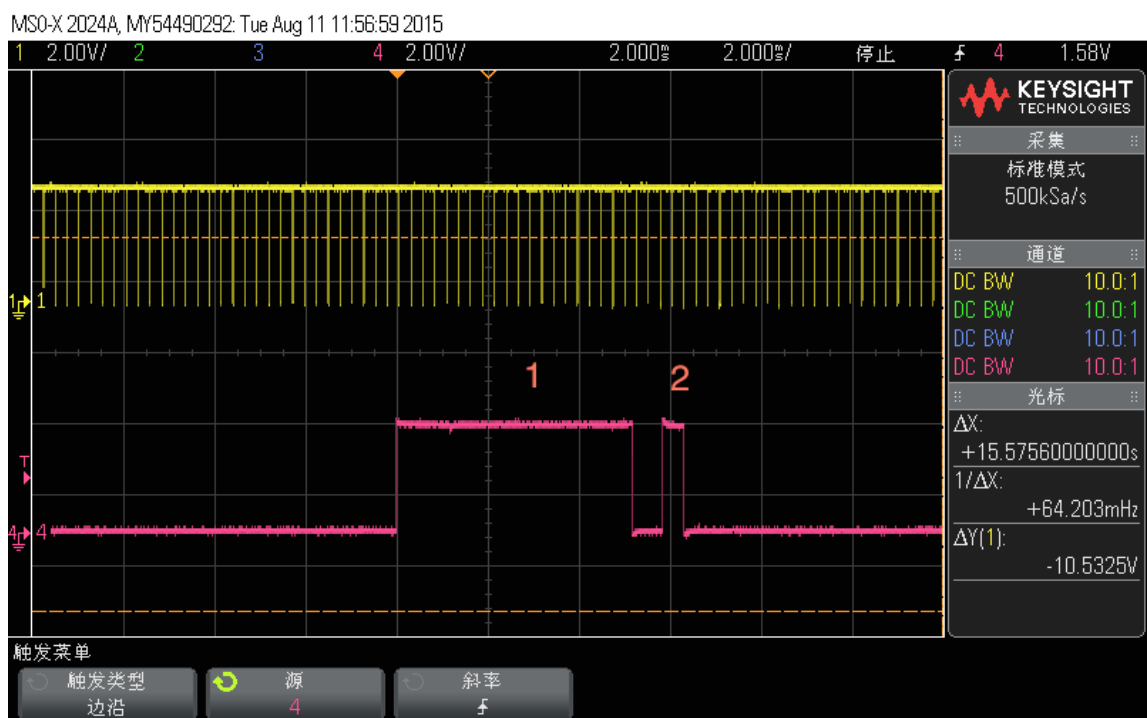 MSO-X 2024A, MY54490292: Tue Aug 11 11:56:59 2015
1 2.00V/ 2 3 4 2.00V/ 2.000ms 2.000ms/ 停止 4 1.58V
KEYSIGHT
TECHNOLOGIES
采集
标准模式
500kSa/s
通道
DC BW 10.0:1
DC BW 10.0:1
DC BW 10.0:1
DC BW 10.0:1
光标
ΔX:
+15.57560000000s
1/ΔX:
+64.203mHz
ΔY(1):
-10.5325V
1 1
1 2
T
4 4
触发菜单
触发类型 源 斜率
边沿 4